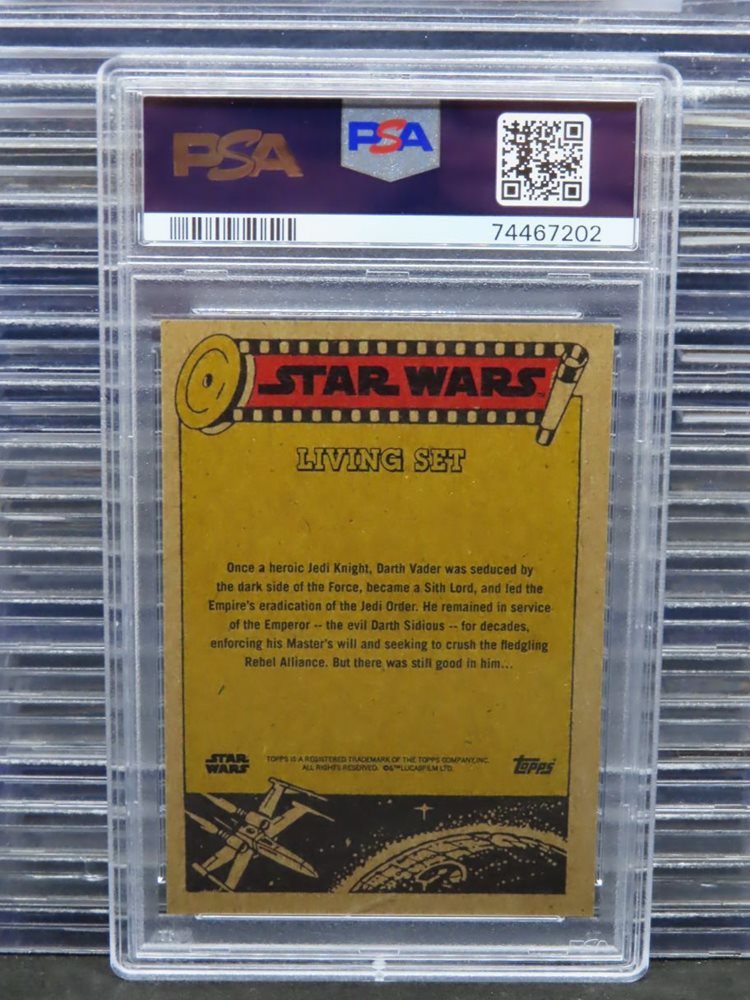 PSA
PSA
74467202
STAR WARS
LIVING SET
Once a heroic Jedi Knight, Darth Vader was seduced by
the dark side of the Force, became a Sith Lord, and led the
Empire's eradication of the Jedi Order. He remained in service
of the Emperor -- the evil Darth Sidious -- for decades,
enforcing his Master's will and seeking to crush the fledgling
Rebel Alliance. But there was still good in him...
STAR
WARS
TOPPS IS A REGISTERED TRADEMARK OF THE TOPPS COMPANY, INC.
ALL RIGHTS RESERVED. ©&™ LUCASFILM LTD.
topps
PSA